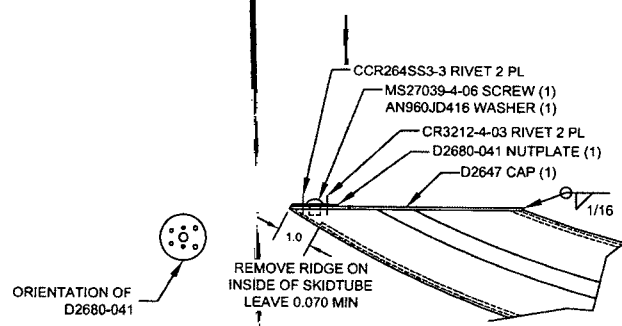 CCR264SS3-3 RIVET 2 PL
MS27039-4-06 SCREW (1)
AN960JD416 WASHER (1)
CR3212-4-03 RIVET 2 PL
D2680-041 NUTPLATE (1)
D2647 CAP (1)
1/16
1.0
REMOVE RIDGE ON
INSIDE OF SKIDTUBE
LEAVE 0.070 MIN
ORIENTATION OF
D2680-041